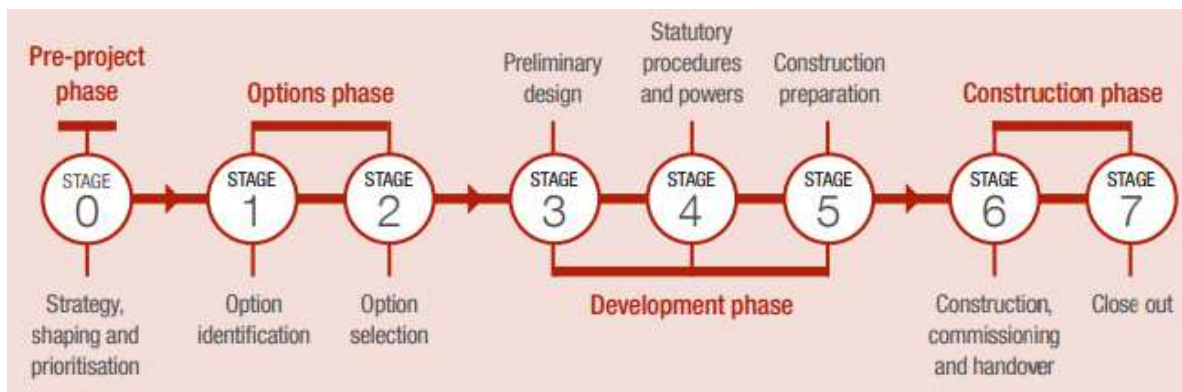 Pre-project
phase
Options phase
Preliminary
design
Statutory
procedures
and powers
Construction
preparation
Construction phase
STAGE
0
STAGE
1
STAGE
2
STAGE
3
STAGE
4
STAGE
5
STAGE
6
STAGE
7
Strategy,
shaping and
prioritisation
Option
identification
Option
selection
Development phase
Construction,
commissioning
and handover
Close out